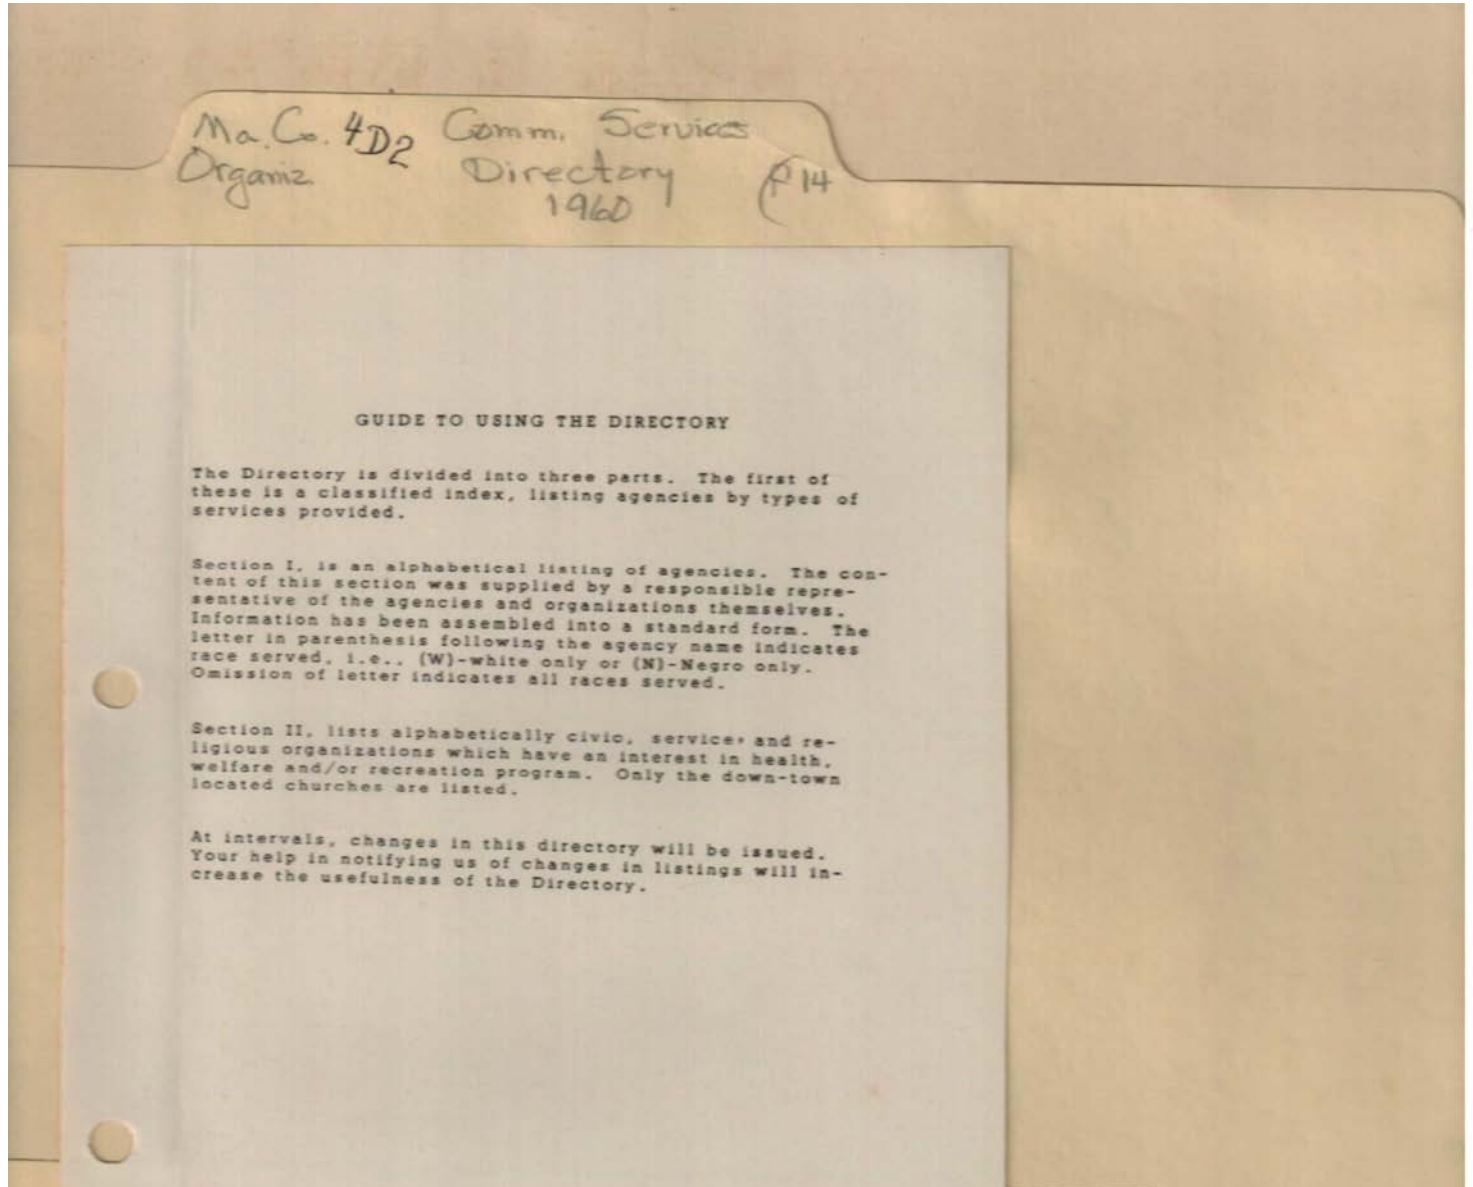 Ma. Co. 4D2 Comm. Services
Organiz. Directory (P 14
1960
GUIDE TO USING THE DIRECTORY
The Directory is divided into three parts. The first of
these is a classified index, listing agencies by types of
services provided.
Section I, is an alphabetical listing of agencies. The con-
tent of this section was supplied by a responsible repre-
sentative of the agencies and organizations themselves.
Information has been assembled into a standard form. The
letter in parenthesis following the agency name indicates
race served, i.e., (W)-white only or (N)-Negro only.
Omission of letter indicates all races served.
Section II, lists alphabetically civic, service, and re-
ligious organizations which have an interest in health,
welfare and/or recreation program. Only the down-town
located churches are listed.
At intervals, changes in this directory will be issued.
Your help in notifying us of changes in listings will in-
crease the usefulness of the Directory.